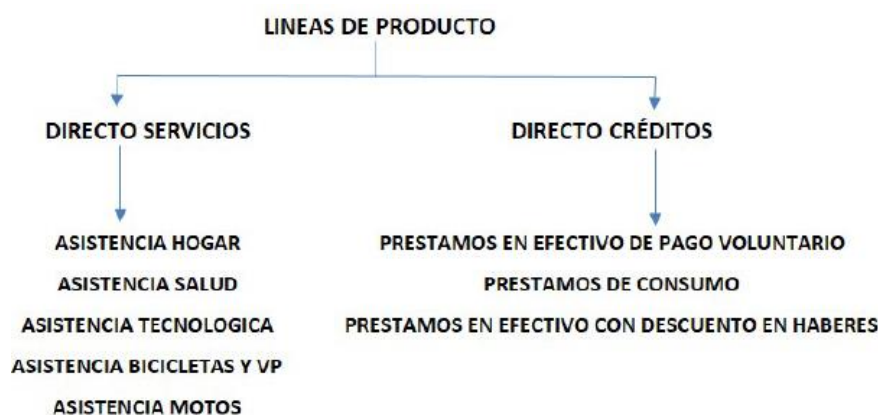 LINEAS DE PRODUCTO
DIRECTO SERVICIOS
ASISTENCIA HOGAR
ASISTENCIA SALUD
ASISTENCIA TECNOLOGICA
ASISTENCIA BICICLETAS Y VP
ASISTENCIA MOTOS
DIRECTO CRÉDITOS
PRESTAMOS EN EFECTIVO DE PAGO VOLUNTARIO
PRESTAMOS DE CONSUMO
PRESTAMOS EN EFECTIVO CON DESCUENTO EN HABERES